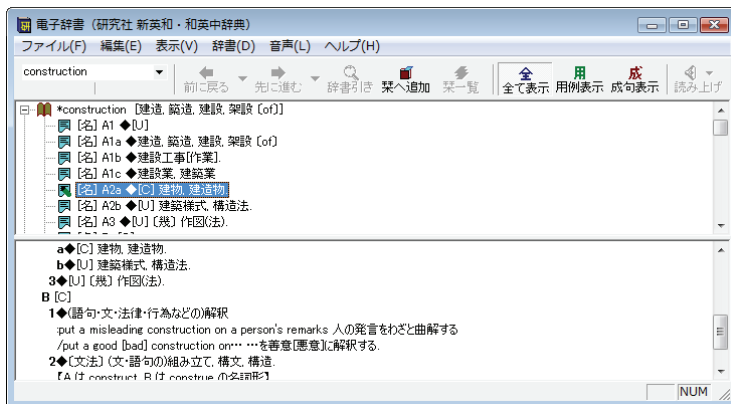 電子辞書 (研究社 新英和・和英中辞典)
ファイル(F) 編集(E) 表示(V) 辞書(D) 音声(L) ヘルプ(H)
construction 前に戻る 先に進む 辞書引き 栞へ追加 栞一覧 全 全て表示 用 用例表示 成 成句表示 読み上げ
*construction [建造, 築造, 建設, 架設 〔of〕]
[名] A1 ◆[U]
[名] A1a ◆建造, 築造, 建設, 架設 〔of〕
[名] A1b ◆建設工事[作業].
[名] A1c ◆建設業, 建築業
[名] A2a ◆[C] 建物, 建造物.
[名] A2b ◆[U] 建築様式, 構造法.
[名] A3 ◆[U] 〔幾〕 作図(法).
a◆[C] 建物, 建造物.
b◆[U] 建築様式, 構造法.
3◆[U] 〔幾〕 作図(法).
B [C]
1◆(語句・文・法律・行為などの)解釈
:put a misleading construction on a person's remarks 人の発言をわざと曲解する
/put a good [bad] construction on… …を善意[悪意]に解釈する.
2◆〔文法〕 (文・語句の)組み立て, 構文, 構造.
【A は construct, B は construe の名詞形】
NUM